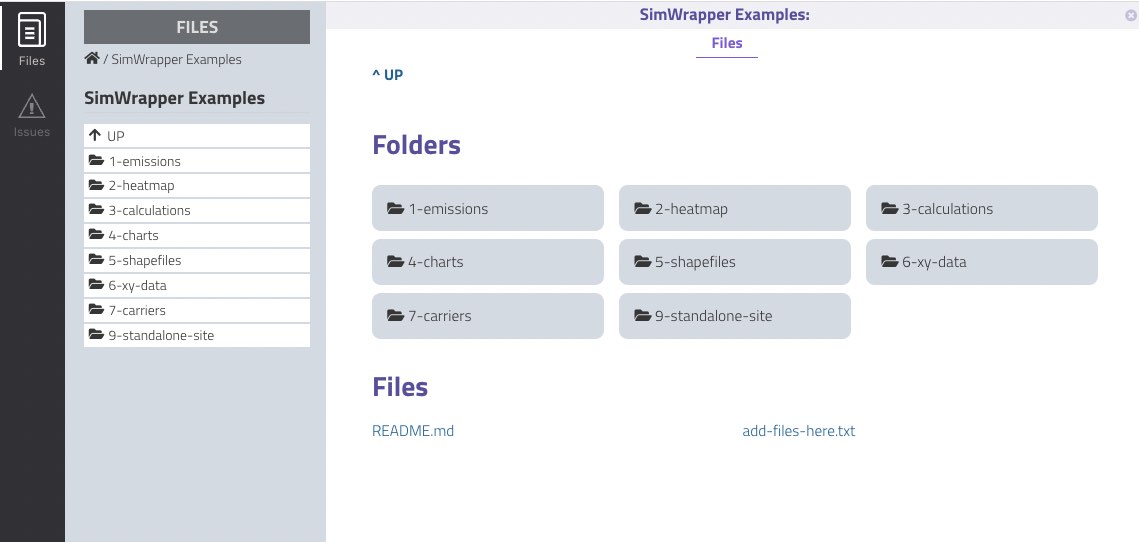 Files
Issues
FILES
/ SimWrapper Examples
SimWrapper Examples
UP
1-emissions
2-heatmap
3-calculations
4-charts
5-shapefiles
6-xy-data
7-carriers
9-standalone-site
SimWrapper Examples:
Files
^ UP
Folders
1-emissions 2-heatmap 3-calculations
4-charts 5-shapefiles 6-xy-data
7-carriers 9-standalone-site
Files
README.md add-files-here.txt